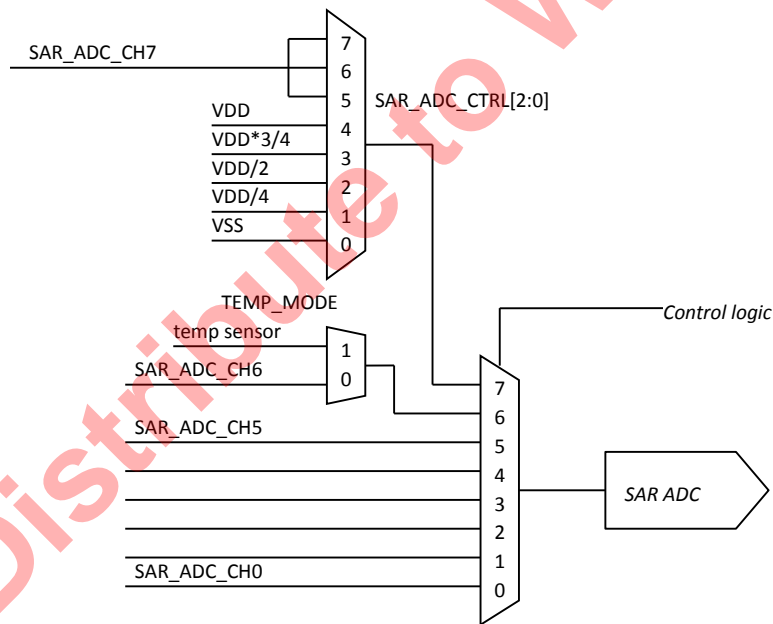 SAR_ADC_CH7
7
6
5
4
3
2
1
0
SAR_ADC_CTRL[2:0]
VDD
VDD*3/4
VDD/2
VDD/4
VSS
TEMP_MODE
temp sensor
1
0
SAR_ADC_CH6
Control logic
SAR_ADC_CH5
7
6
5
4
3
2
1
0
SAR_ADC_CH0
SAR ADC
Distribute to W